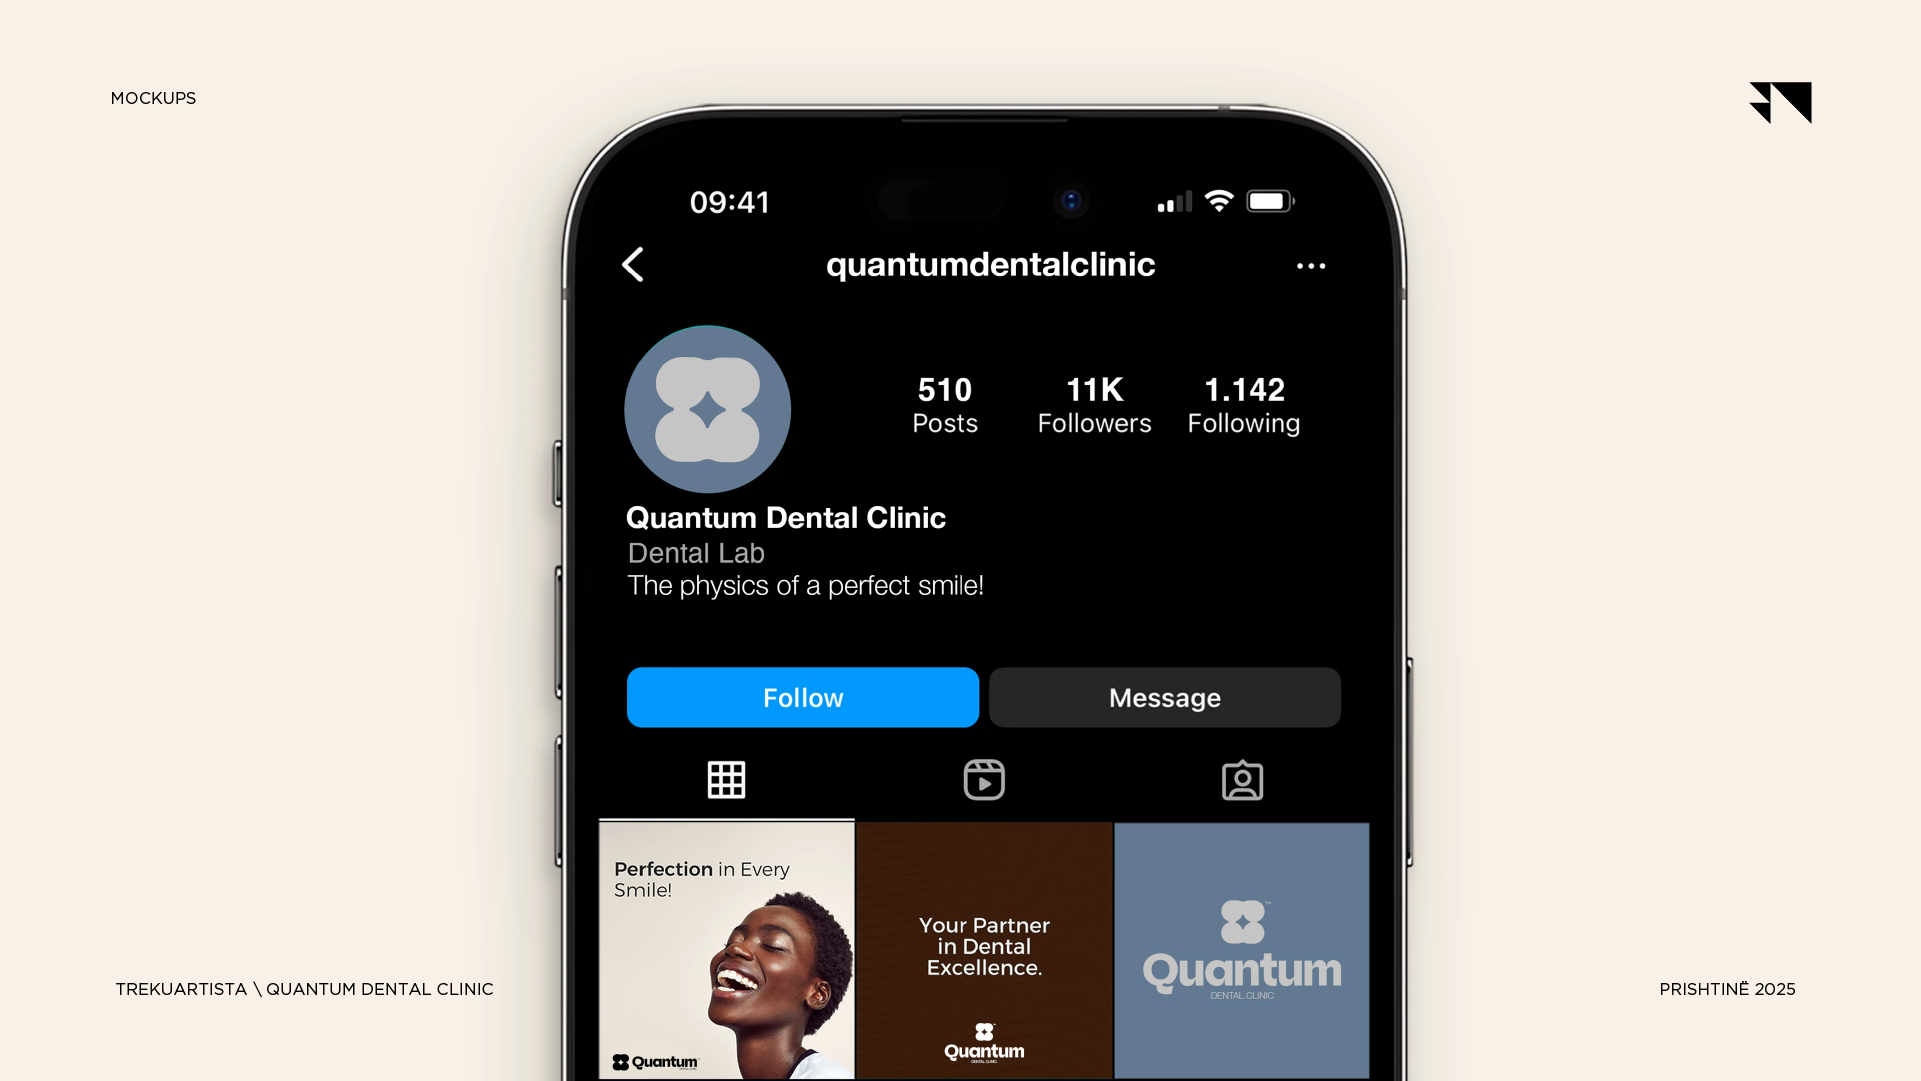 MOCKUPS
09:41
quantumdentalclinic
510
Posts
11K
Followers
1.142
Following
Quantum Dental Clinic
Dental Lab
The physics of a perfect smile!
Follow
Message
Perfection in Every
Smile!
Quantum
Your Partner
in Dental
Excellence.
Quantum
DENTAL CLINIC
Quantum
DENTAL CLINIC
TREKUARTISTA \ QUANTUM DENTAL CLINIC
PRISHTINË 2025